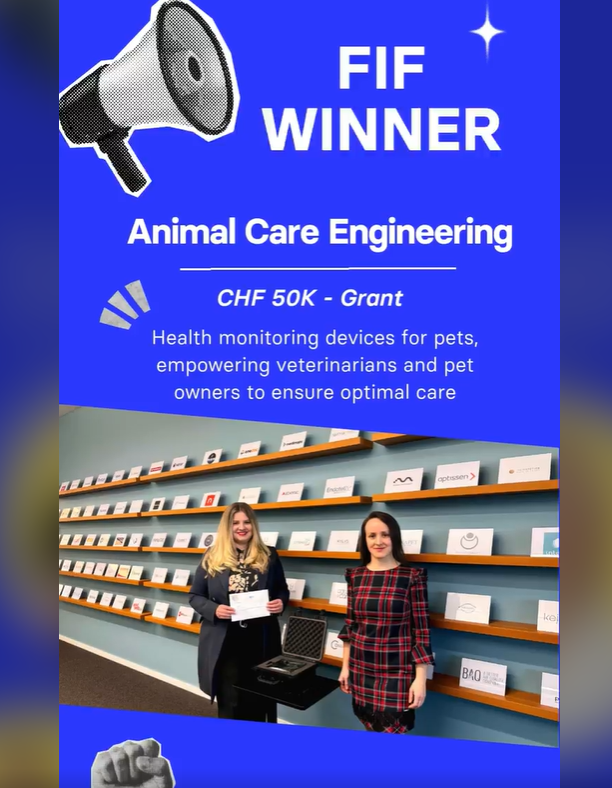 FIF
WINNER
Animal Care Engineering
CHF 50K - Grant
Health monitoring devices for pets,
empowering veterinarians and pet
owners to ensure optimal care
optissen
BAQ